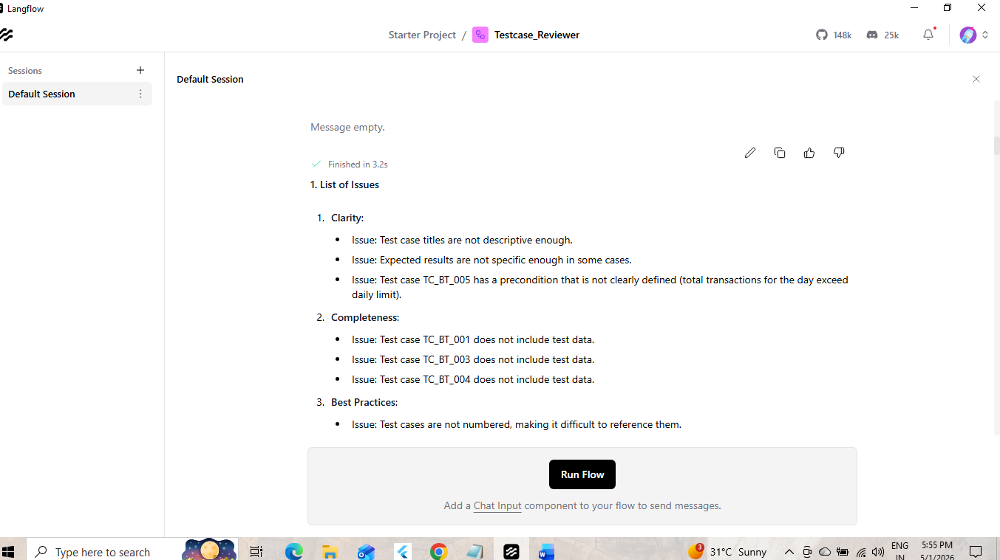 Langflow
Starter Project / Testcase_Reviewer
148k
25k
Sessions
Default Session
Default Session
Message empty.
Finished in 3.2s
1. List of Issues
1. Clarity:
• Issue: Test case titles are not descriptive enough.
• Issue: Expected results are not specific enough in some cases.
• Issue: Test case TC_BT_005 has a precondition that is not clearly defined (total transactions for the day exceed
daily limit).
2. Completeness:
• Issue: Test case TC_BT_001 does not include test data.
• Issue: Test case TC_BT_003 does not include test data.
• Issue: Test case TC_BT_004 does not include test data.
3. Best Practices:
• Issue: Test cases are not numbered, making it difficult to reference them.
Run Flow
Add a Chat Input component to your flow to send messages.
Type here to search
3
31°C Sunny
ENG
IN
5:55 PM
5/1/2026